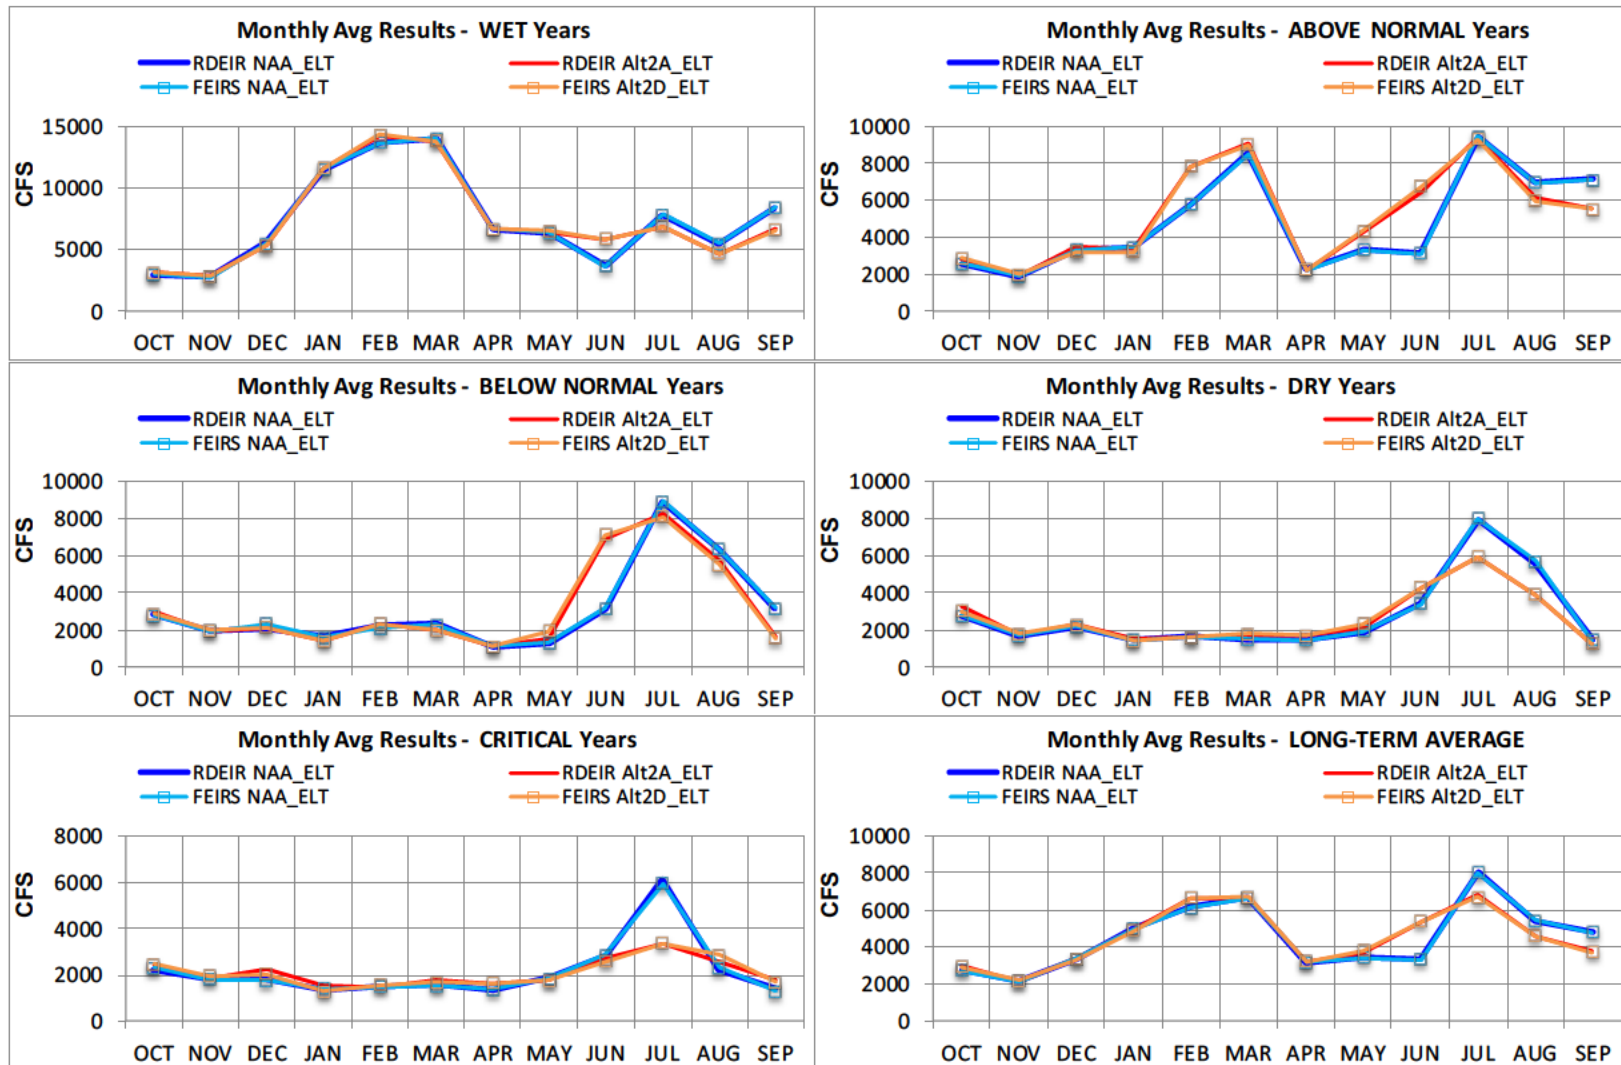 Monthly Avg Results - WET Years
RDEIR NAA_ELT RDEIR Alt2A_ELT
FEIRS NAA_ELT FEIRS Alt2D_ELT
CFS
15000
10000
5000
0
OCT NOV DEC JAN FEB MAR APR MAY JUN JUL AUG SEP
Monthly Avg Results - ABOVE NORMAL Years
RDEIR NAA_ELT RDEIR Alt2A_ELT
FEIRS NAA_ELT FEIRS Alt2D_ELT
CFS
10000
8000
6000
4000
2000
0
OCT NOV DEC JAN FEB MAR APR MAY JUN JUL AUG SEP
Monthly Avg Results - BELOW NORMAL Years
RDEIR NAA_ELT RDEIR Alt2A_ELT
FEIRS NAA_ELT FEIRS Alt2D_ELT
CFS
10000
8000
6000
4000
2000
0
OCT NOV DEC JAN FEB MAR APR MAY JUN JUL AUG SEP
Monthly Avg Results - DRY Years
RDEIR NAA_ELT RDEIR Alt2A_ELT
FEIRS NAA_ELT FEIRS Alt2D_ELT
CFS
10000
8000
6000
4000
2000
0
OCT NOV DEC JAN FEB MAR APR MAY JUN JUL AUG SEP
Monthly Avg Results - CRITICAL Years
RDEIR NAA_ELT RDEIR Alt2A_ELT
FEIRS NAA_ELT FEIRS Alt2D_ELT
CFS
8000
6000
4000
2000
0
OCT NOV DEC JAN FEB MAR APR MAY JUN JUL AUG SEP
Monthly Avg Results - LONG-TERM AVERAGE
RDEIR NAA_ELT RDEIR Alt2A_ELT
FEIRS NAA_ELT FEIRS Alt2D_ELT
CFS
10000
8000
6000
4000
2000
0
OCT NOV DEC JAN FEB MAR APR MAY JUN JUL AUG SEP